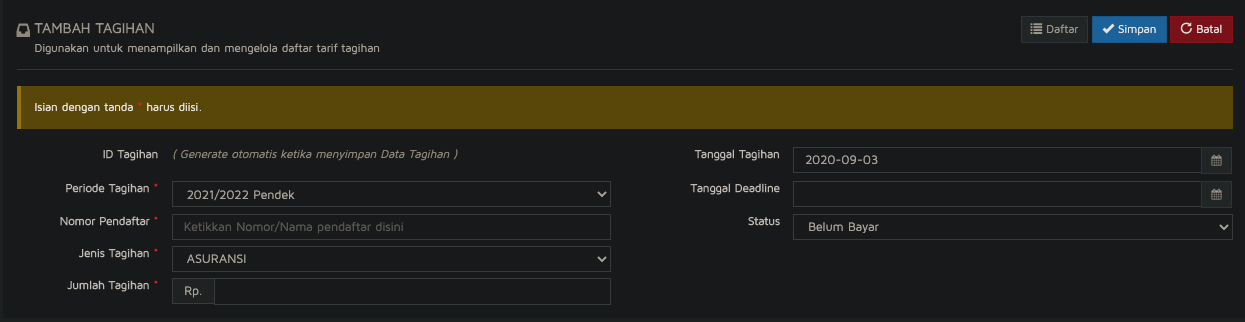 TAMBAH TAGIHAN
Digunakan untuk menampilkan dan mengelola daftar tarif tagihan
Daftar
Simpan
Batal
Isian dengan tanda * harus diisi.
ID Tagihan
( Generate otomatis ketika menyimpan Data Tagihan )
Periode Tagihan *
2021/2022 Pendek
Nomor Pendaftar *
Ketikkan Nomor/Nama pendaftar disini
Jenis Tagihan *
ASURANSI
Jumlah Tagihan *
Rp.
Tanggal Tagihan
2020-09-03
Tanggal Deadline
Status
Belum Bayar